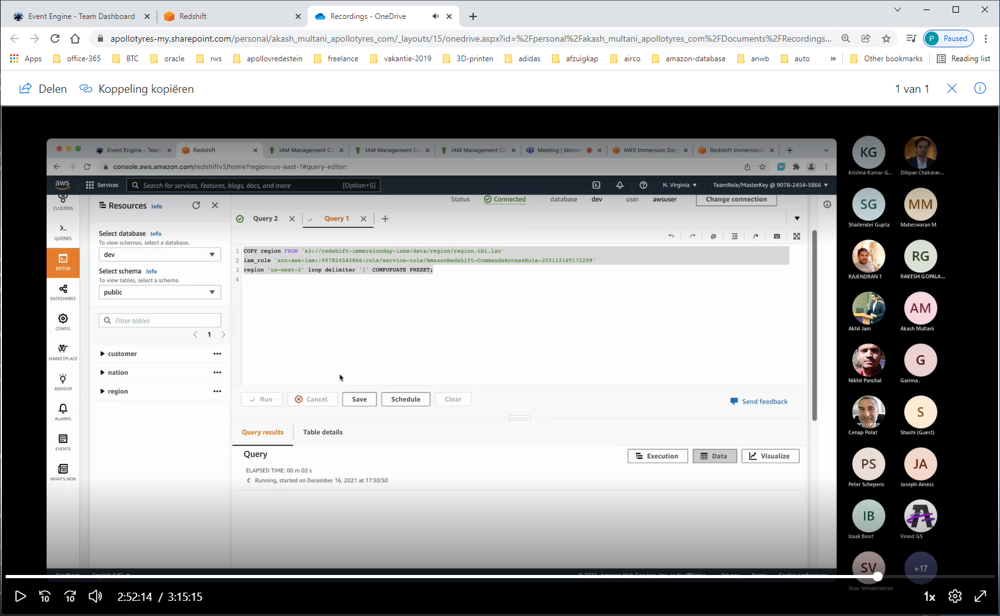 Event Engine - Team Dashboard
Redshift
Recordings - OneDrive
apollotyres-my.sharepoint.com/personal/akash_multani_apollotyres_com/_layouts/15/onedrive.aspx?id=%2Fpersonal%2Fakash_multani_apollotyres_com%2FDocuments%2FRecordings...
P Paused
Apps office-365 BTC oracle rws apollovredestein freelance vakantie-2019 3D-printen adidas afzuigkap airco amazon-database anwb auto » Other bookmarks Reading list
Delen Koppeling kopiëren 1 van 1
Event Engine - Team Redshift IAM Management Co IAM Management Co IAM Management Co Meeting | Micros AWS Immersion Day Redshift ImmersionD
console.aws.amazon.com/redshiftv2/home?region=us-east-1#query-editor:
aws Services Search for services, features, blogs, docs, and more [Option+S] N. Virginia TeamRole/MasterKey @ 9078-2454-5866
CLUSTERS
QUERIES
EDITOR
DATASHARES
CONFIG
MARKETPLACE
ADVISOR
ALARMS
EVENTS
WHAT'S NEW
Resources Info
Select database Info
To view schemas, select a database.
dev
Select schema Info
To view tables, select a schema.
public
Filter tables
1
customer
nation
region
Status Connected database dev user awsuser Change connection
Query 2 Query 1
1 COPY region FROM 's3://redshift-immersionday-labs/data/region/region.tbl.lzo'
2 iam_role 'arn:aws:iam::907824545866:role/service-role/AmazonRedshift-CommandsAccessRole-20211216T172209'
3 region 'us-west-2' lzop delimiter '|' COMPUPDATE PRESET;
4
Run Cancel Save Schedule Clear
Send feedback
Query results Table details
Query
Execution Data Visualize
ELAPSED TIME: 00 m 02 s
Running, started on December 16, 2021 at 17:50:50
KG
Krishna Kumar G... Dilipan Chakarav...
SG MM
Shailender Gupta Maheswaran M
RG
RAJENDRAN T RAKESH GOPALA...
AM
Akhil Jain Akash Multani
G
Nikhil Panchal Garima .
S
Cenap Polat Shashi (Guest)
PS JA
Peter Schepens Joseph Amess
IB
Izaak Boot Vinod GS
SV +17
Shav Vimalendiran
10 10 2:52:14 / 3:15:15 1x